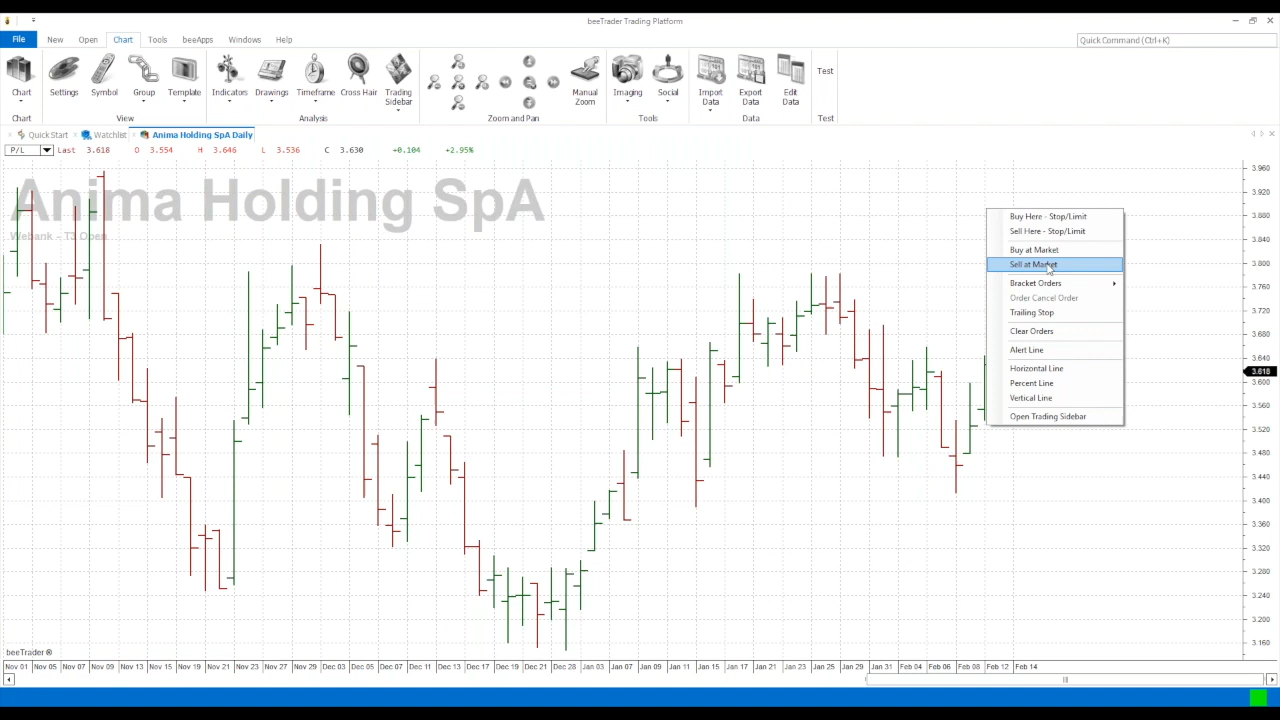 beeTrader Trading Platform
File New Open Chart Tools beeApps Windows Help Quick Command (Ctrl+K)
Chart Settings Symbol Group Template Indicators Drawings Timeframe Cross Hair Trading Sidebar Manual Zoom Imaging Social Import Data Export Data Edit Data Test
Chart View Analysis Zoom and Pan Tools Data Test
Quick Start Watchlist Anima Holding SpA Daily
P/L Last 3.618 O 3.554 H 3.646 L 3.536 C 3.630 +0.104 +2.95%
Anima Holding SpA
Webank - T3 Open
Buy Here - Stop/Limit
Sell Here - Stop/Limit
Buy at Market
Sell at Market
Bracket Orders
Order Cancel Order
Trailing Stop
Clear Orders
Alert Line
Horizontal Line
Percent Line
Vertical Line
Open Trading Sidebar
3.960
3.920
3.880
3.840
3.800
3.760
3.720
3.680
3.640
3.618
3.600
3.560
3.520
3.480
3.440
3.400
3.360
3.320
3.280
3.240
3.200
3.160
beeTrader ®
Nov 01 Nov 05 Nov 07 Nov 09 Nov 13 Nov 15 Nov 19 Nov 21 Nov 23 Nov 27 Nov 29 Dec 03 Dec 05 Dec 07 Dec 11 Dec 13 Dec 17 Dec 19 Dec 21 Dec 28 Jan 03 Jan 07 Jan 09 Jan 11 Jan 15 Jan 17 Jan 21 Jan 23 Jan 25 Jan 29 Jan 31 Feb 04 Feb 06 Feb 08 Feb 12 Feb 14